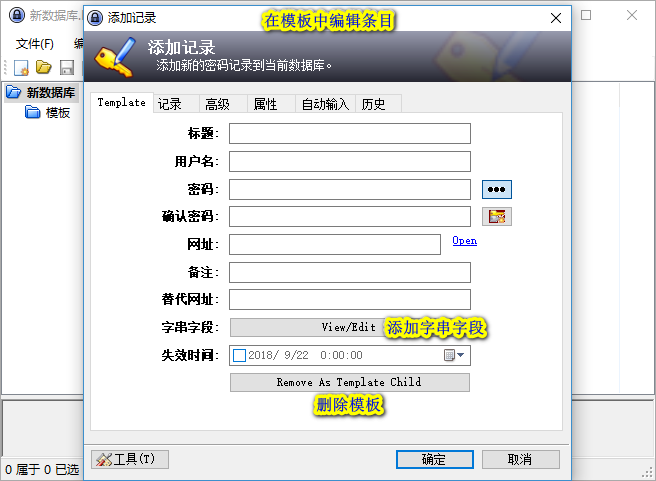 新数据库.
添加记录
在模板中编辑条目
文件(F)
添加记录
添加新的密码记录到当前数据库。
新数据库
模板
Template 记录 高级 属性 自动输入 历史
标题:
用户名:
密码:
确认密码:
网址: Open
备注:
替代网址:
字串字段: View/Edit 添加字串字段
失效时间: 2018/ 9/22 0:00:00
Remove As Template Child
删除模板
工具(T) 确定 取消
0 属于 0 已选